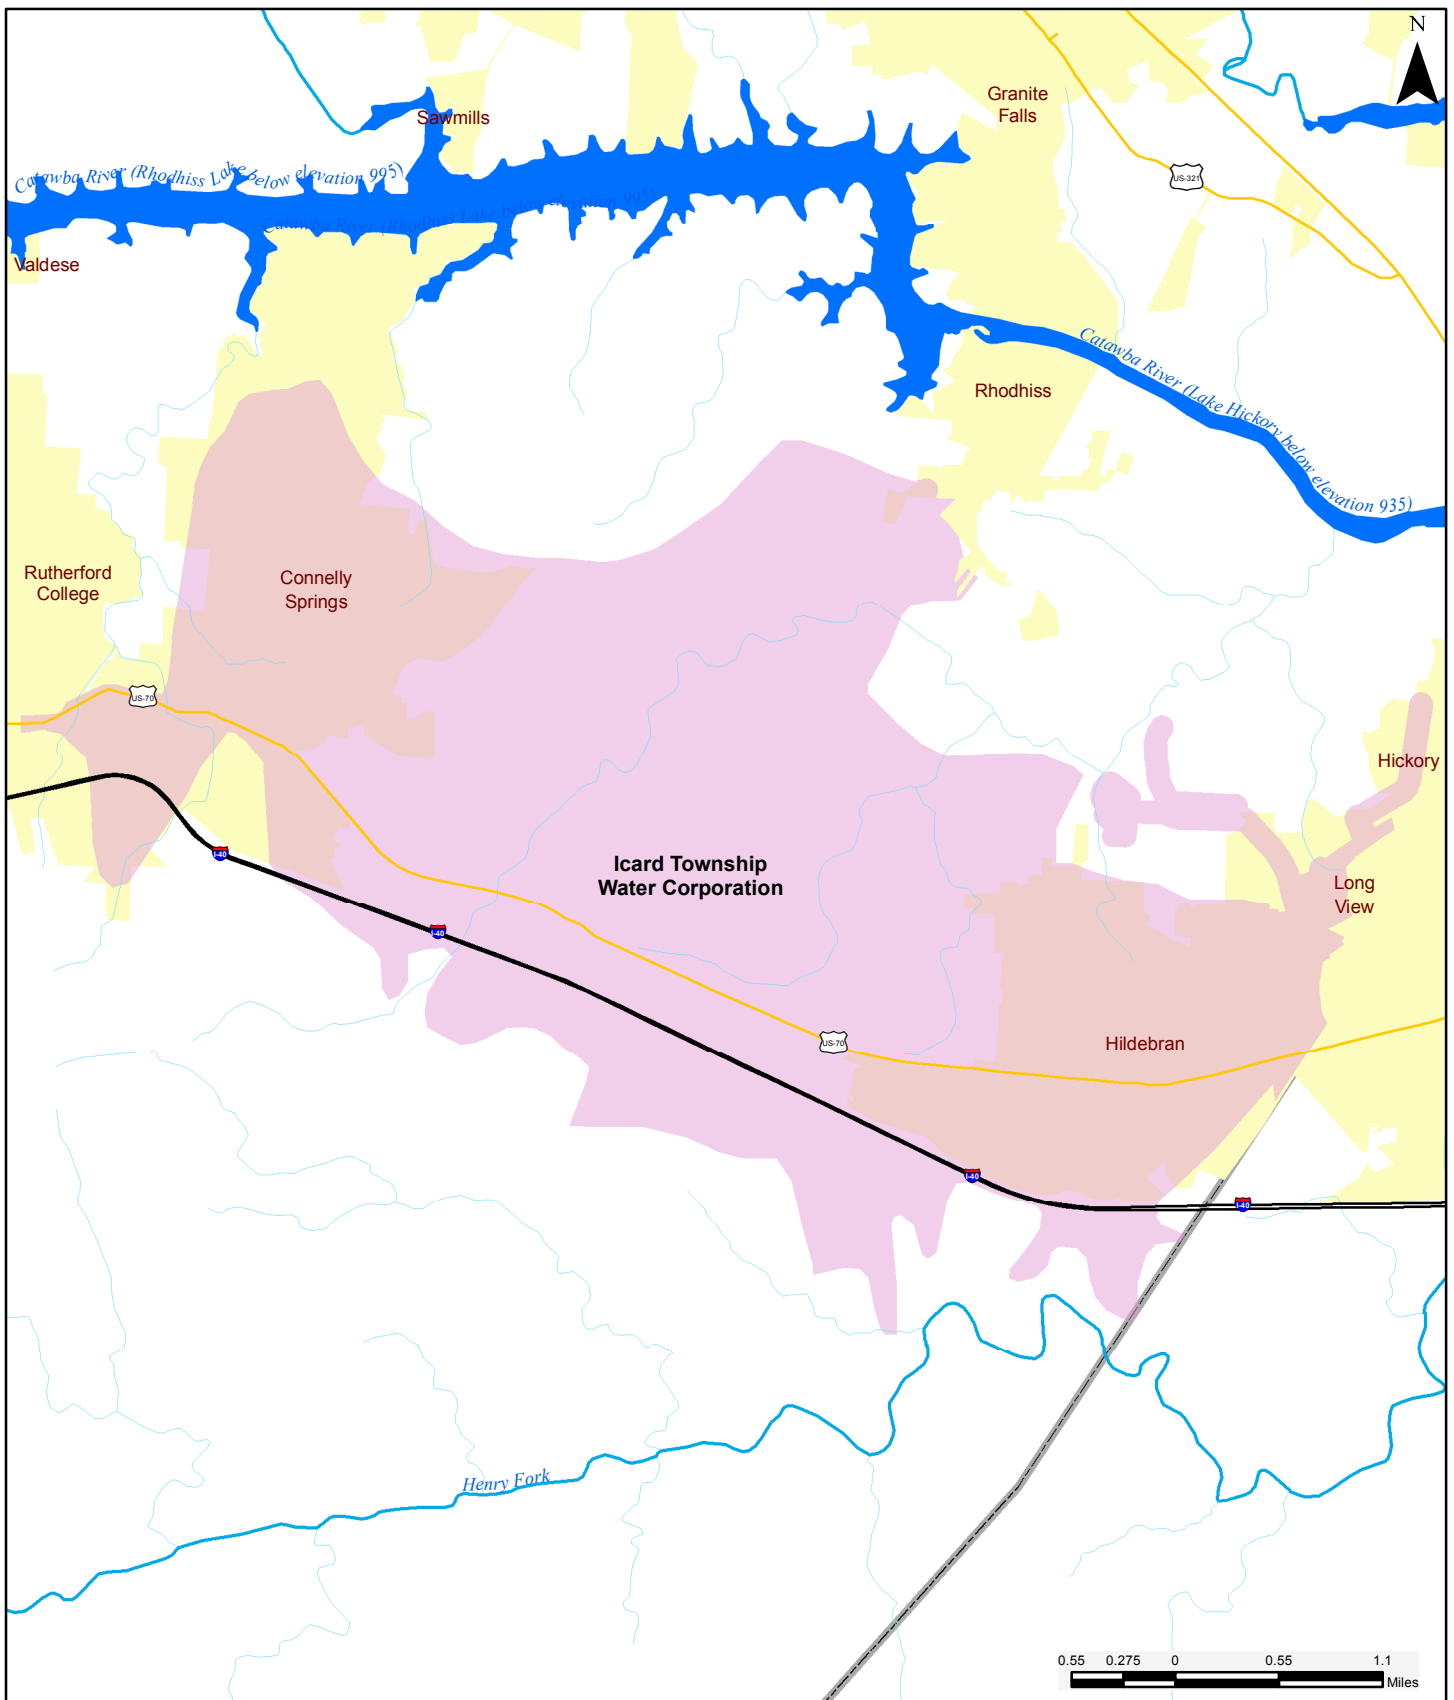 N
Granite
Falls
Sawmills
US-321
Catawba River (Rhodhiss Lake below elevation 995)
Catawba River (Rhodhiss Lake below elevation 995)
Valdese
Catawba River (Lake Hickory below elevation 935)
Rhodhiss
Rutherford
College
Connelly
Springs
US-70
Hickory
I-40
Icard Township
Water Corporation
Long
View
I-40
US-70
Hildebran
I-40
I-40
Henry Fork
0.55 0.275 0 0.55 1.1
Miles